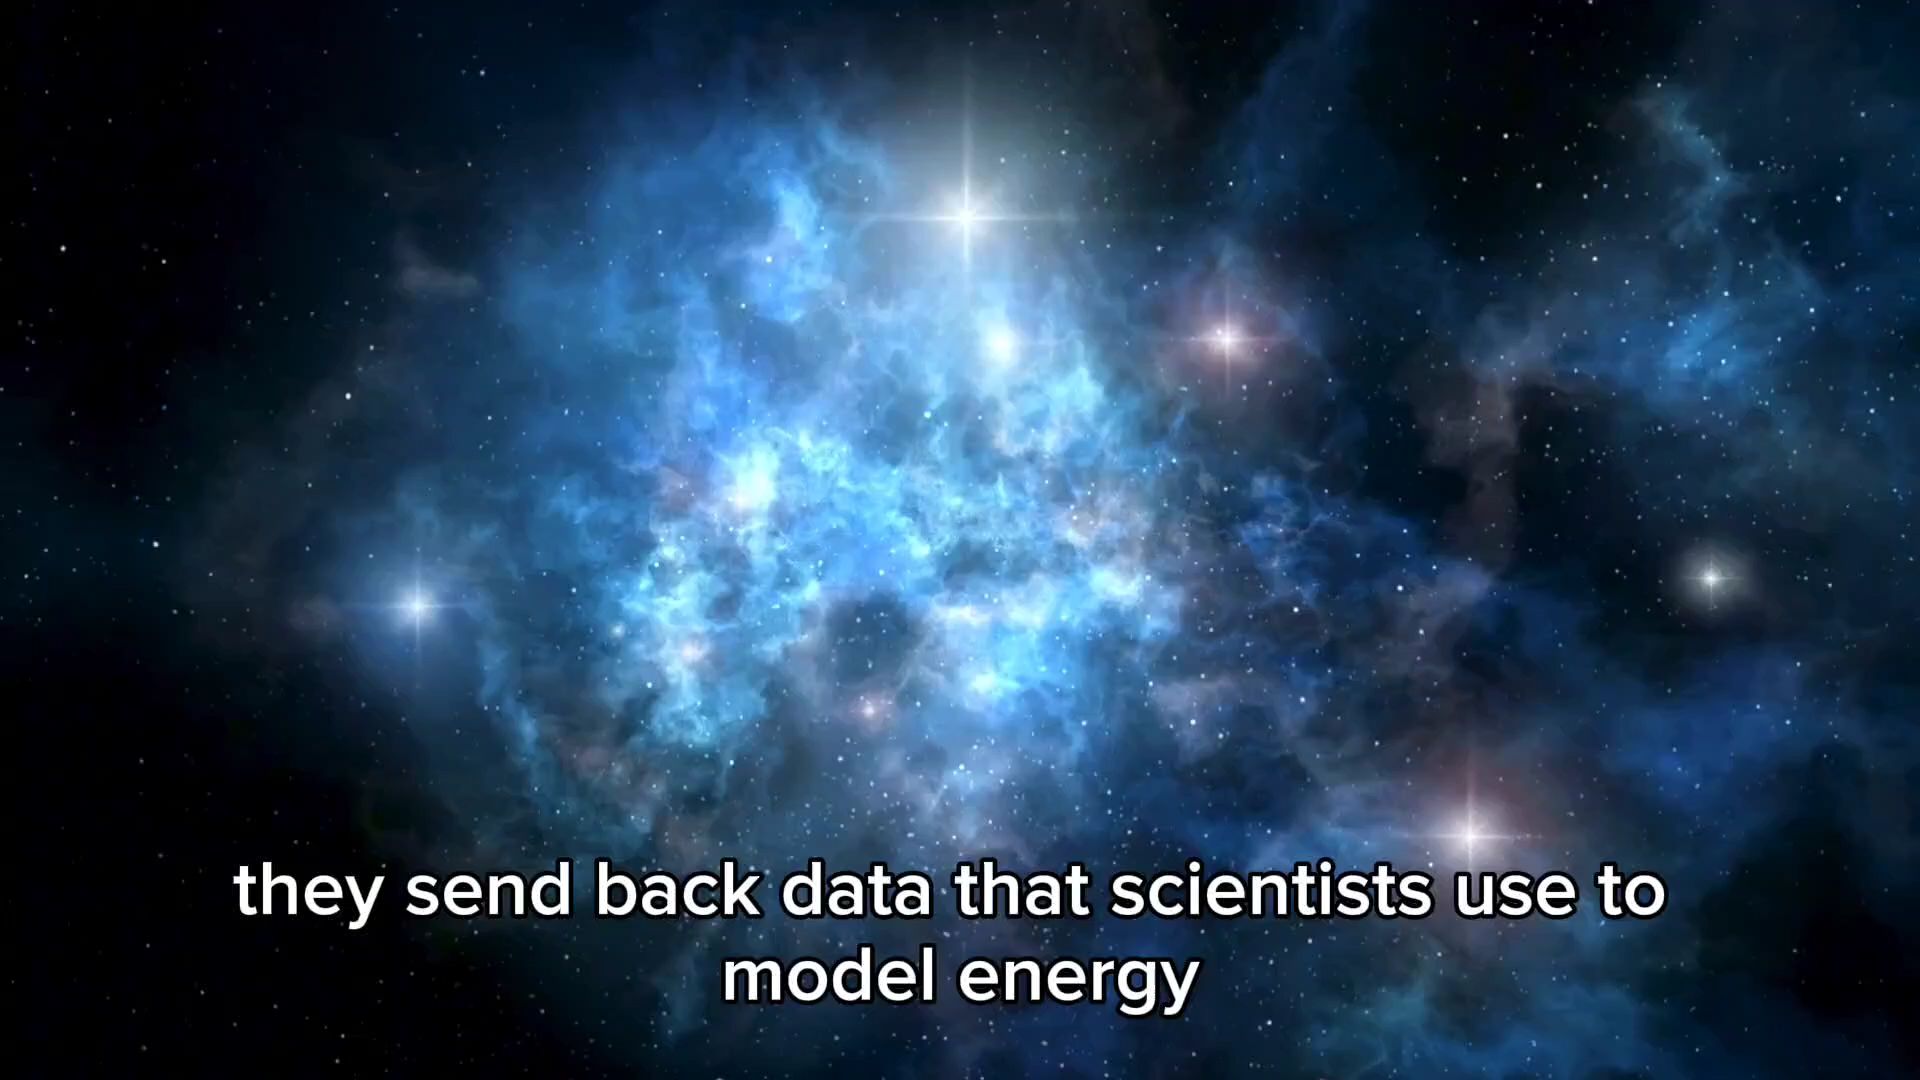 they send back data that scientists use to
model energy